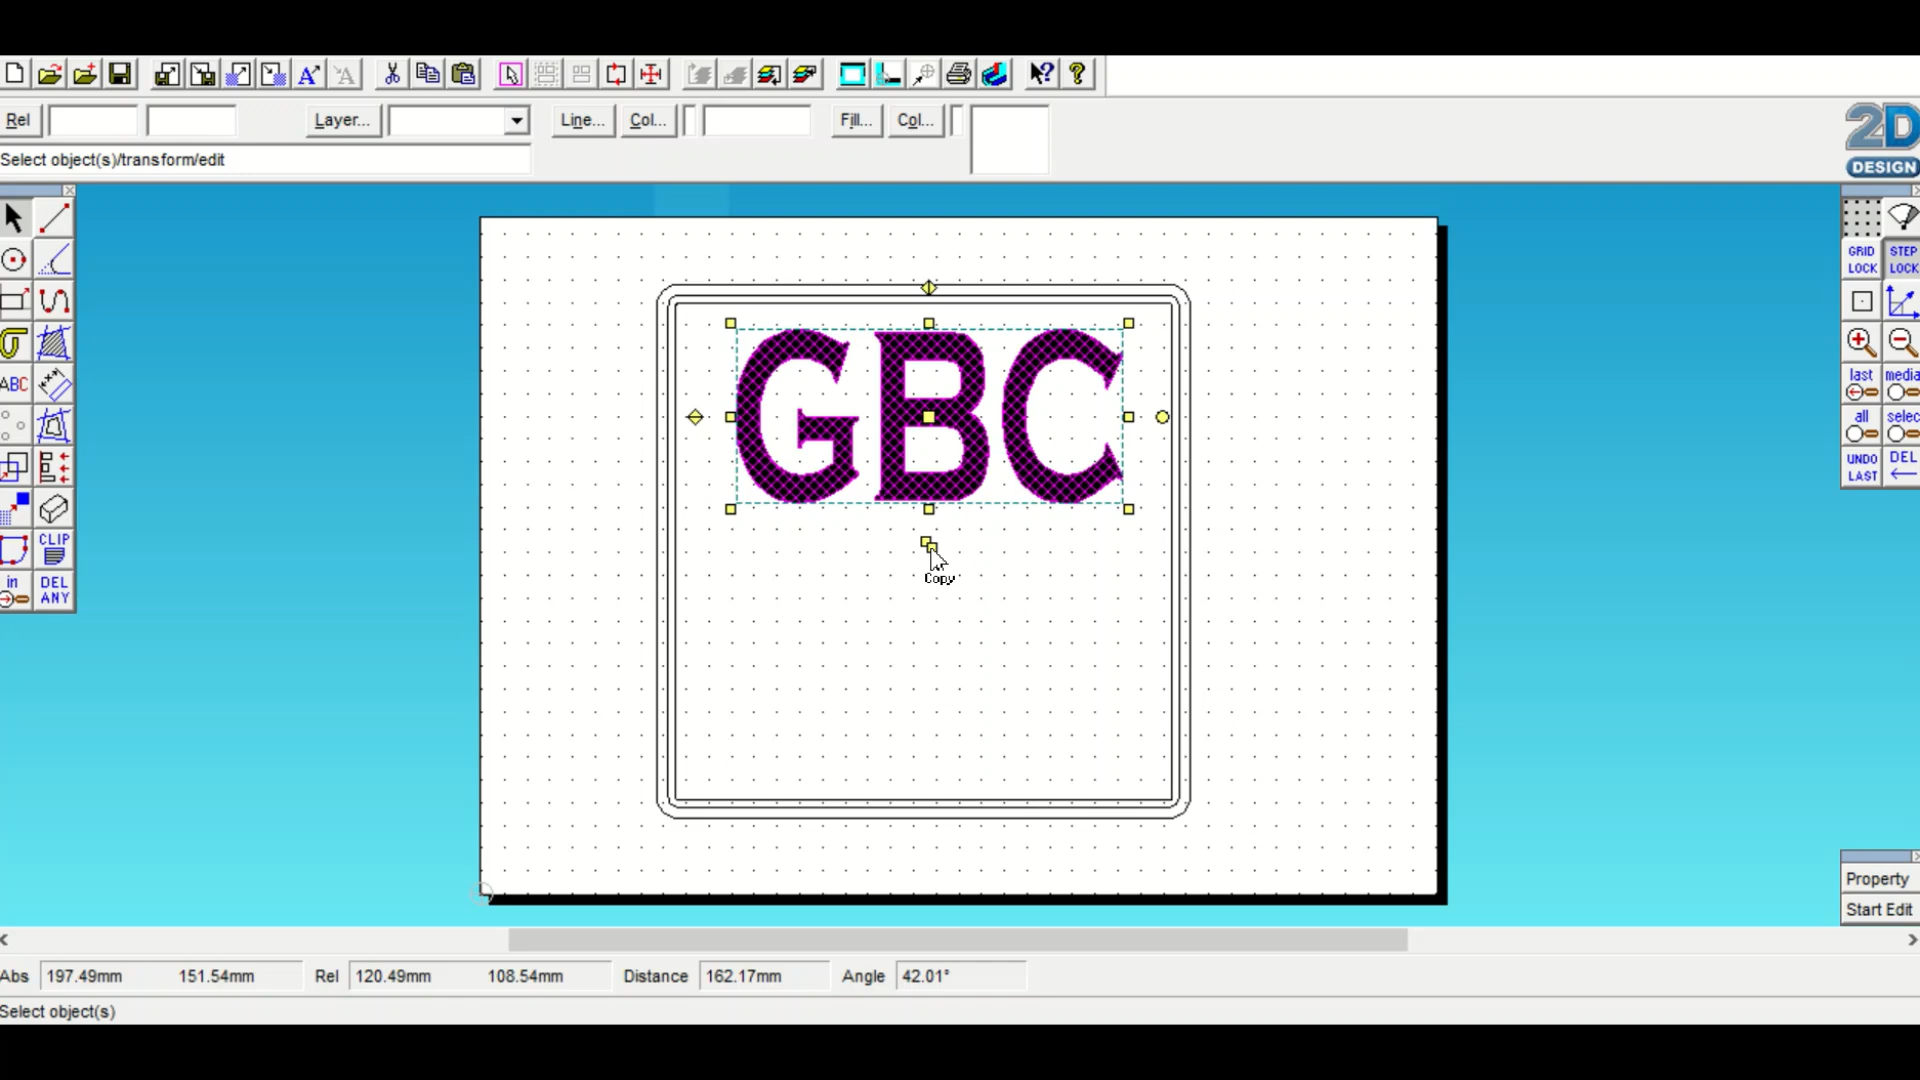 Rel Layer... Line... Col... Fill... Col...
2D
DESIGN
Select object(s)/transform/edit
GRID LOCK
STEP LOCK
ABC
last
media
all
selec
UNDO LAST
DEL
CLIP
in
DEL ANY
GBC
Copy
Property
Start Edit
Abs 197.49mm 151.54mm Rel 120.49mm 108.54mm Distance 162.17mm Angle 42.01°
Select object(s)